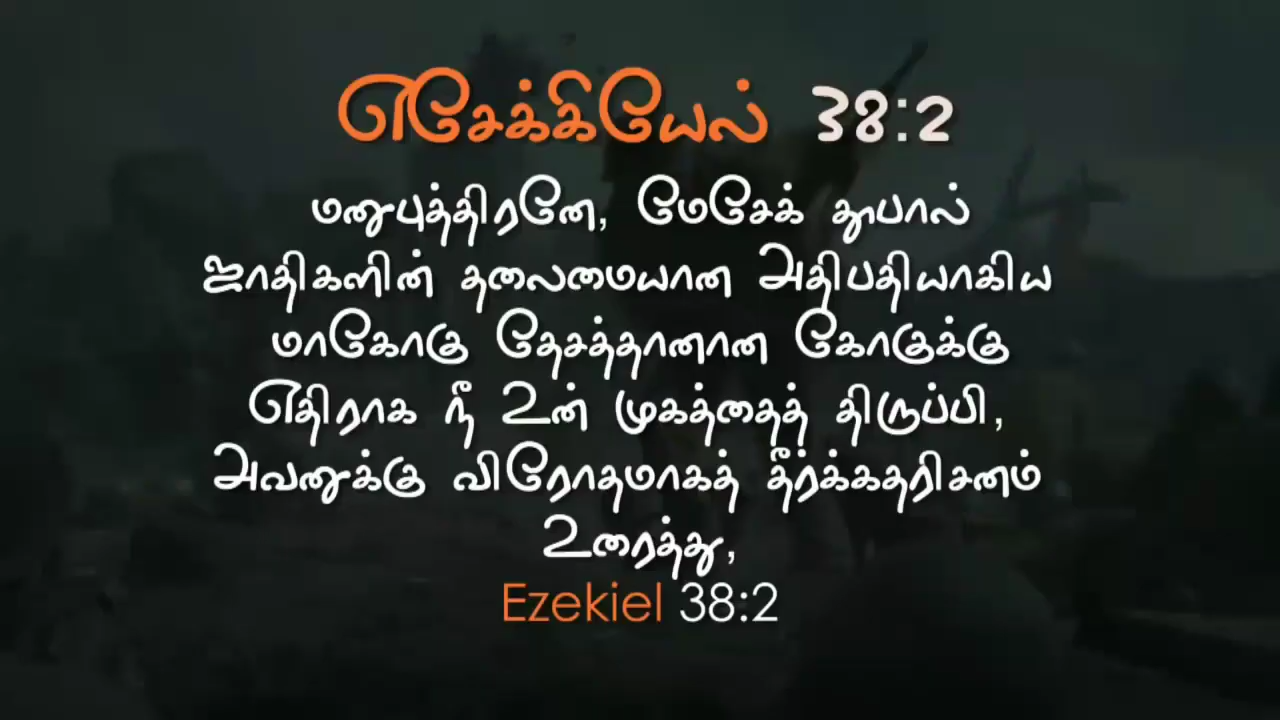 எசேக்கியேல் 38:2
மனுபுத்திரனே, மேசேக் தூபால்
ஜாதிகளின் தலைமையான அதிபதியாகிய
மாகோகு தேசத்தானான கோகுக்கு
எதிராக நீ உன் முகத்தைத் திருப்பி,
அவனுக்கு விரோதமாகத் தீர்க்கதரிசனம்
உரைத்து,
Ezekiel 38:2